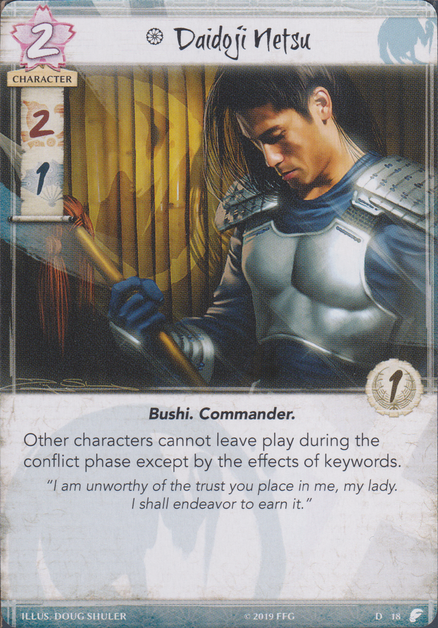 2
Daidoji Netsu
CHARACTER
2
1
1
Bushi. Commander.
Other characters cannot leave play during the
conflict phase except by the effects of keywords.
“I am unworthy of the trust you place in me, my lady.
I shall endeavor to earn it.”
ILLUS. DOUG SHULER © 2019 FFG D 18